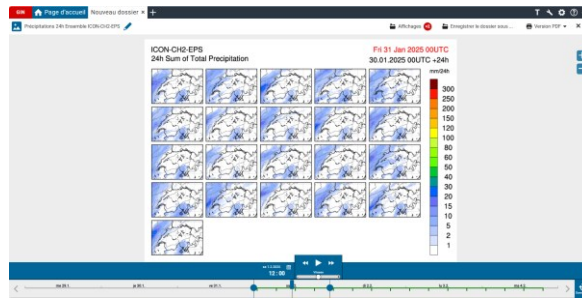 GIN Page d'accueil Nouveau dossier × +
Précipitations 24h Ensemble ICON-CH2-EPS
Affichages Enregistrer le dossier sous... Version PDF
ICON-CH2-EPS
24h Sum of Total Precipitation
Fri 31 Jan 2025 00UTC
30.01.2025 00UTC +24h
mm/24h
300
250
200
150
120
100
80
60
50
40
30
20
15
10
5
2
1
12:00